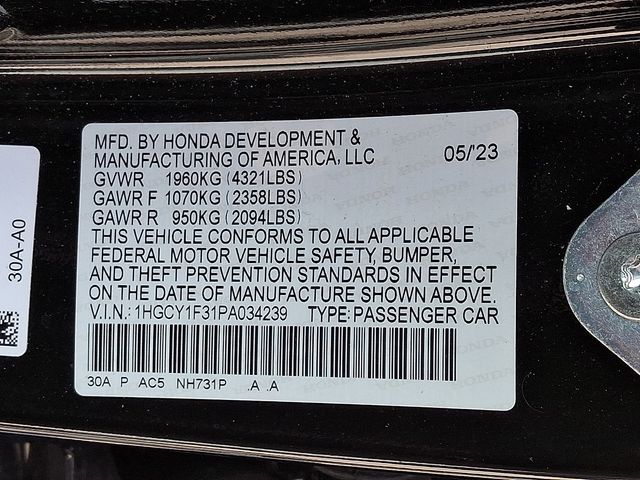 MFD. BY HONDA DEVELOPMENT &
MANUFACTURING OF AMERICA, LLC 05/'23
GVWR 1960KG (4321LBS)
GAWR F 1070KG (2358LBS)
GAWR R 950KG (2094LBS)
THIS VEHICLE CONFORMS TO ALL APPLICABLE
FEDERAL MOTOR VEHICLE SAFETY, BUMPER,
AND THEFT PREVENTION STANDARDS IN EFFECT
ON THE DATE OF MANUFACTURE SHOWN ABOVE.
V.I.N.: 1HGCY1F31PA034239 TYPE: PASSENGER CAR
30A P AC5 NH731P .A .A
30A-A0